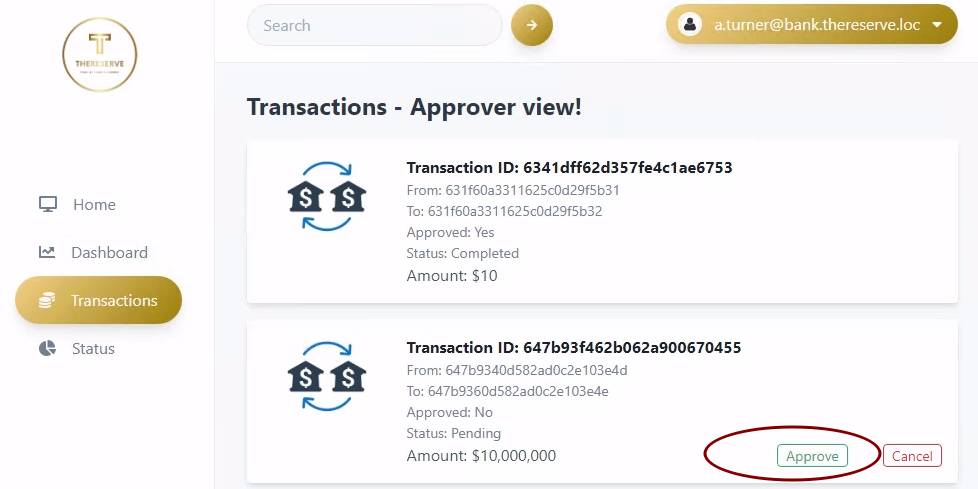 T
THERESERVE
Search
a.turner@bank.thereserve.loc
Transactions - Approver view!
Home
Dashboard
Transactions
Status
Transaction ID: 6341dff62d357fe4c1ae6753
From: 631f60a3311625c0d29f5b31
To: 631f60a3311625c0d29f5b32
Approved: Yes
Status: Completed
Amount: $10
Transaction ID: 647b93f462b062a900670455
From: 647b9340d582ad0c2e103e4d
To: 647b9360d582ad0c2e103e4e
Approved: No
Status: Pending
Amount: $10,000,000
Approve
Cancel